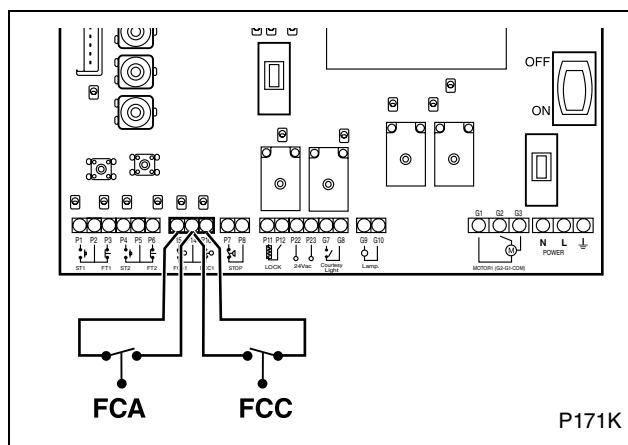 OFF
ON
G1 G2 G3
P1 P2 P3 P4 P5 P6 P7 P8 P11 P12 P22 P23 G7 G8 G9 G10
N L
POWER
ST1 FT1 ST2 FT2 STOP LOCK 24Vac Courtesy Light Lamp.
MOTOR1 (G2-G1-COM)
M
FCA FCC
P171K